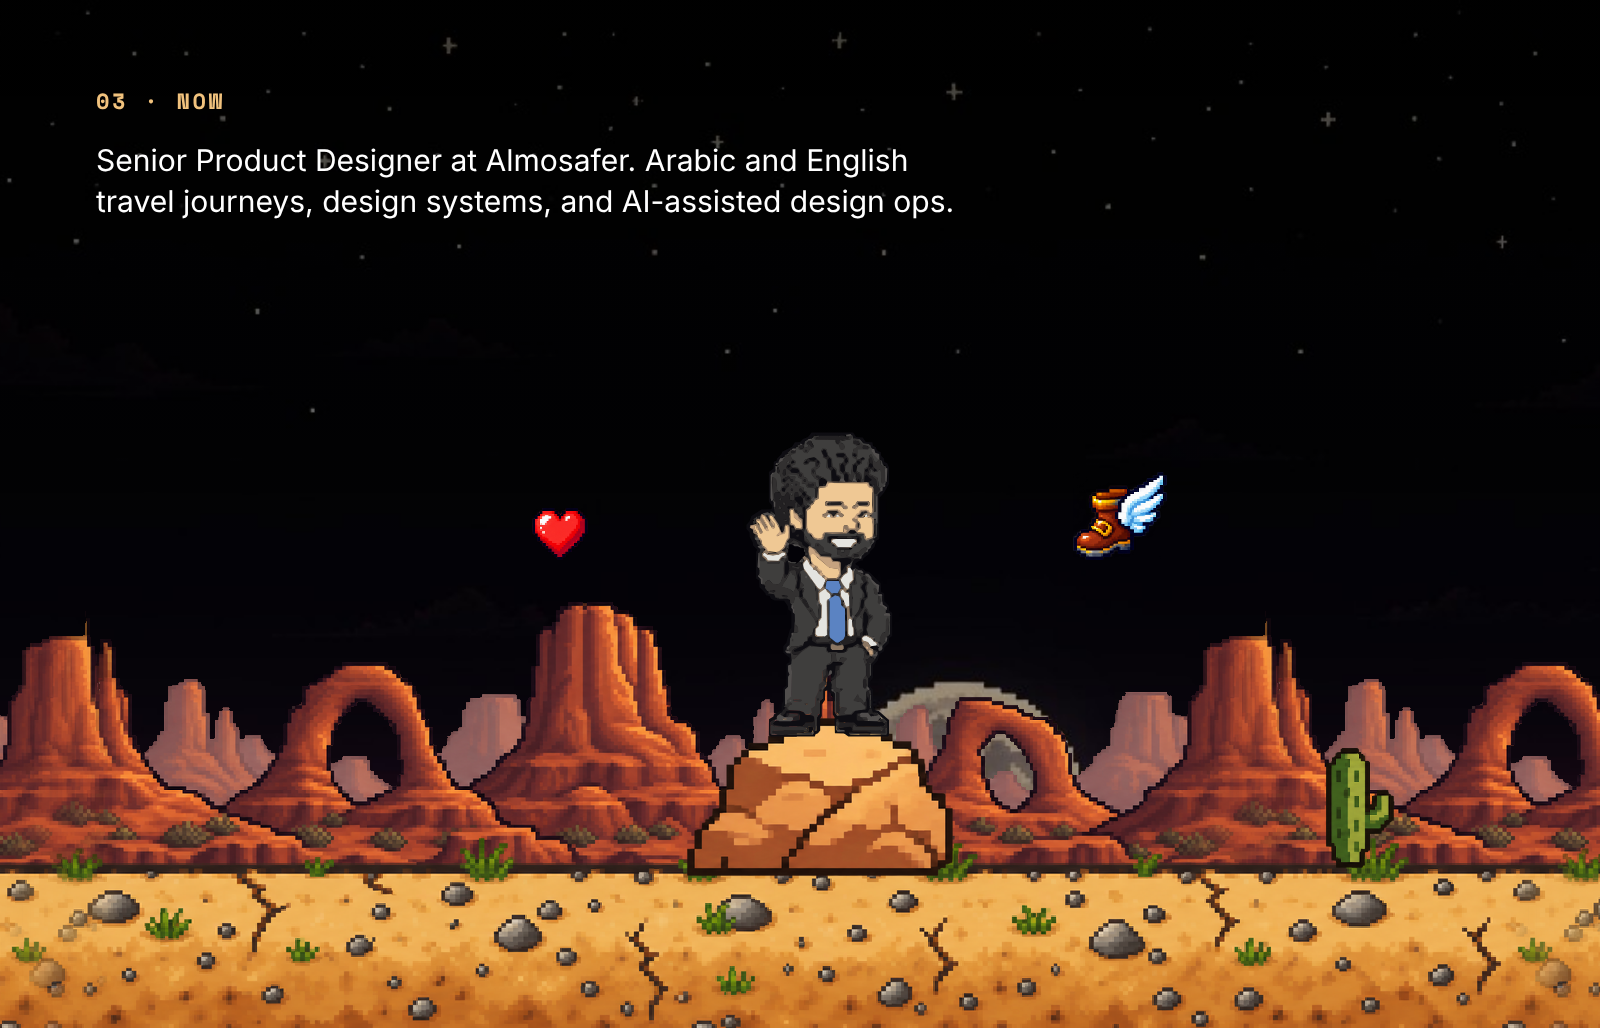 03 · NOW
Senior Product Designer at Almosafer. Arabic and English
travel journeys, design systems, and AI-assisted design ops.